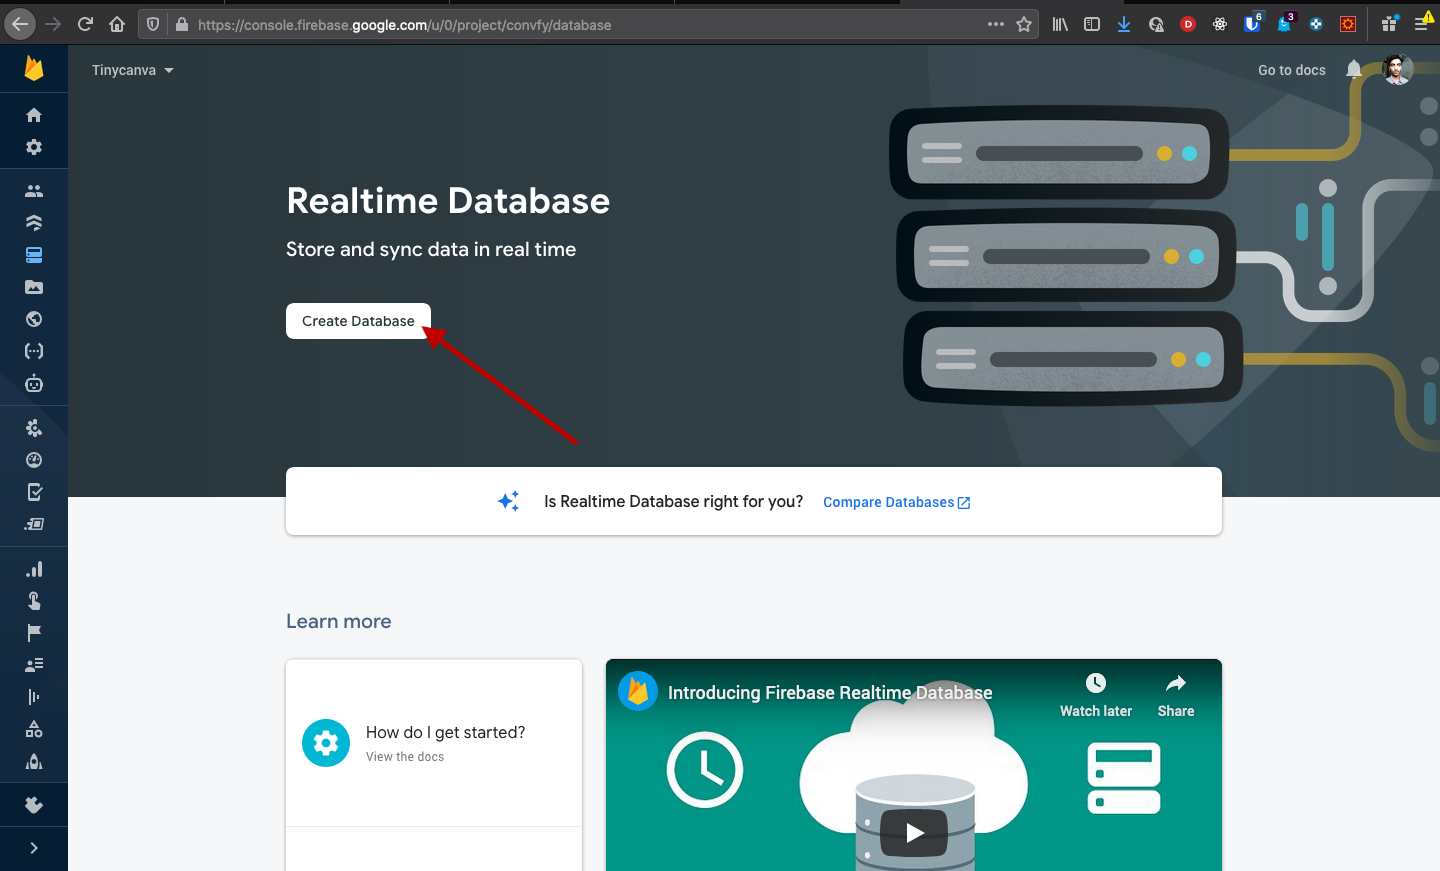 https://console.firebase.google.com/u/0/project/convfy/database
D
6
3
Tinycanva
Go to docs
Realtime Database
Store and sync data in real time
Create Database
Is Realtime Database right for you? Compare Databases
Learn more
How do I get started?
View the docs
Introducing Firebase Realtime Database
Watch later
Share